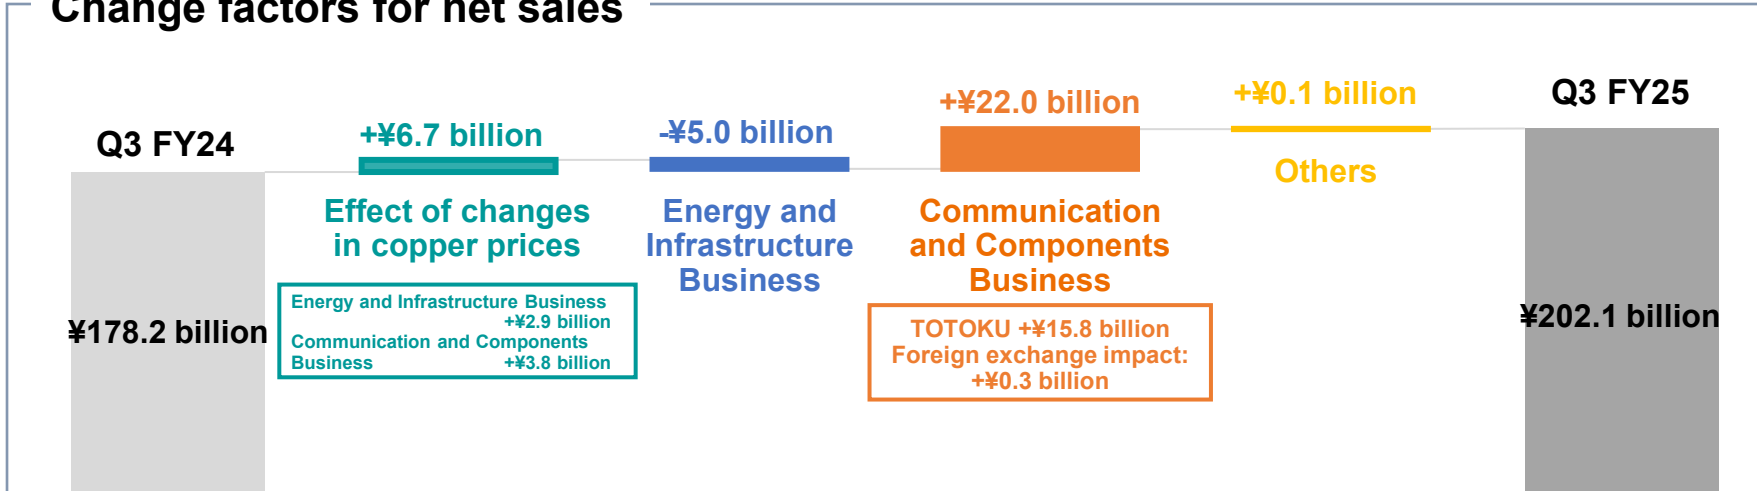 Change factors for net sales
Q3 FY24
¥178.2 billion
+¥6.7 billion
Effect of changes
in copper prices
Energy and Infrastructure Business
+¥2.9 billion
Communication and Components
Business +¥3.8 billion
-¥5.0 billion
Energy and
Infrastructure
Business
+¥22.0 billion
Communication
and Components
Business
TOTOKU +¥15.8 billion
Foreign exchange impact:
+¥0.3 billion
+¥0.1 billion
Others
Q3 FY25
¥202.1 billion